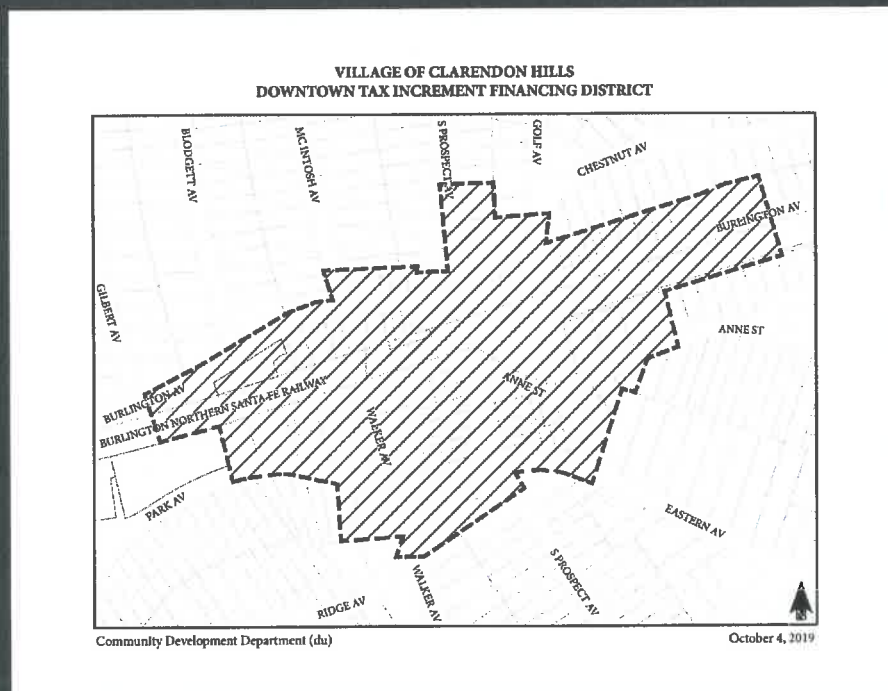 VILLAGE OF CLARENDON HILLS
DOWNTOWN TAX INCREMENT FINANCING DISTRICT
BLODGETT AV
MC INTOSH AV
S PROSPECT AV
GOLF AV
CHESTNUT AV
BURLINGTON AV
GILBERT AV
ANNE ST
ANNE ST
BURLINGTON AV
BURLINGTON NORTHERN SANTA-FE RAILWAY
WALKER AV
PARK AV
EASTERN AV
S PROSPECT AV
WALKER AV
RIDGE AV
Community Development Department (du)
October 4, 2019